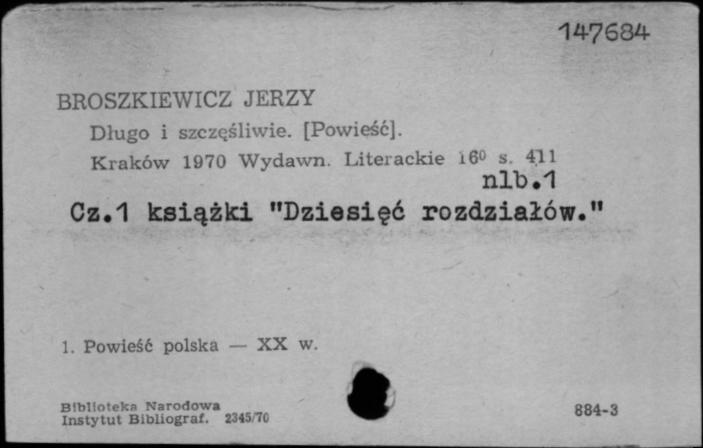 147684
BROSZKIEWICZ JERZY
Długo i szczęśliwie. [Powieść].
Kraków 1970 Wydawn. Literackie 16⁰ s. 411
nlb.1
Cz.1 książki "Dziesięć rozdziałów."
1. Powieść polska — XX w.
Biblioteka Narodowa
Instytut Bibliograf. 2345/70
884-3